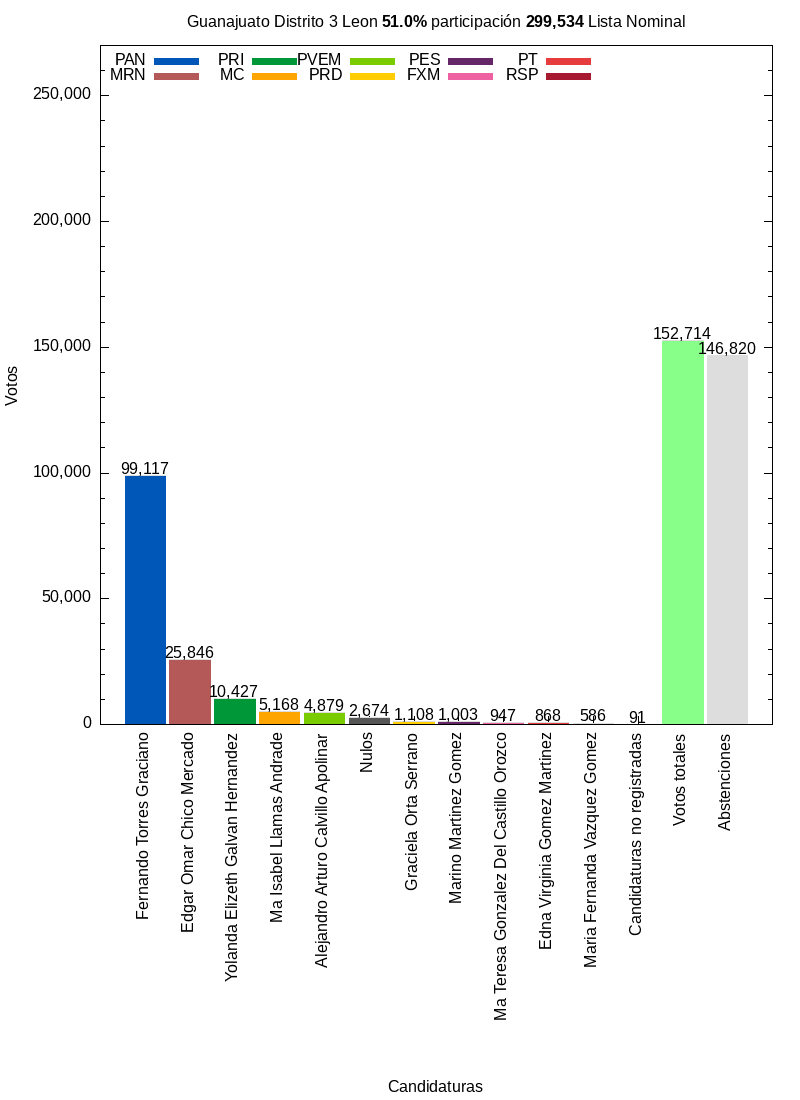 Guanajuato Distrito 3 Leon 51.0% participación 299,534 Lista Nominal
PAN PRI PVEM PES PT
MRN MC PRD FXM RSP
250,000
200,000
150,000
100,000
50,000
0
Votos
99,117
25,846
10,427
5,168
4,879
2,674
1,108
1,003
947
868
586
91
152,714
146,820
Fernando Torres Graciano
Edgar Omar Chico Mercado
Yolanda Elizeth Galvan Hernandez
Ma Isabel Llamas Andrade
Alejandro Arturo Calvillo Apolinar
Nulos
Graciela Orta Serrano
Marino Martinez Gomez
Ma Teresa Gonzalez Del Castillo Orozco
Edna Virginia Gomez Martinez
Maria Fernanda Vazquez Gomez
Candidaturas no registradas
Votos totales
Abstenciones
Candidaturas